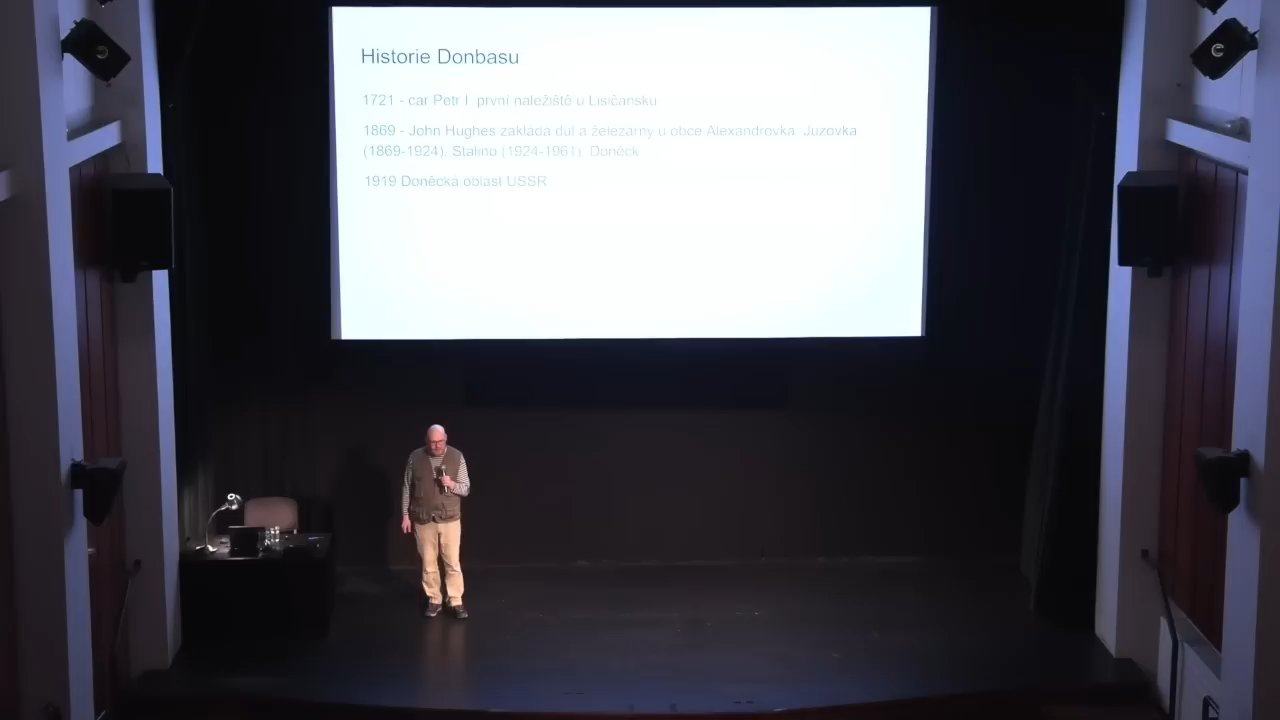 Historie Donbasu
1721 - car Petr I první naležiště u Lisičansku
1869 - John Hughes zakládá důl a železárny u obce Alexandrovka. Juzovka
(1869-1924), Stalino (1924-1961), Doněck
1919 Doněcká oblast USSR